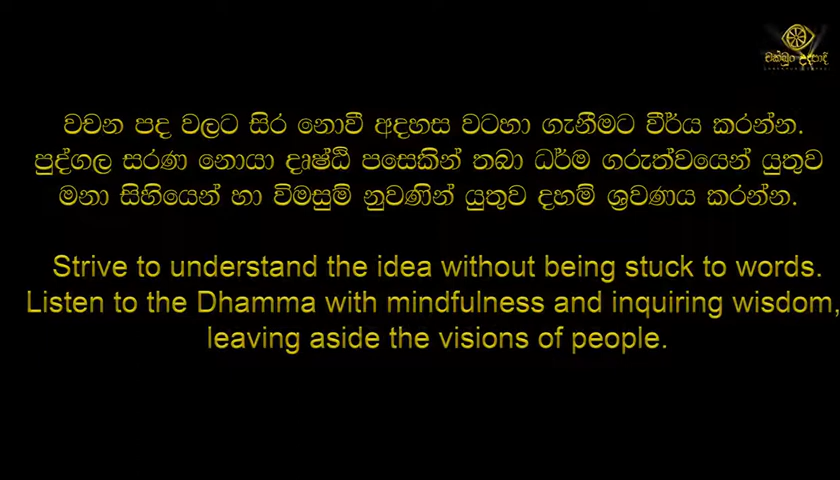 චක්ඛුං උදපාදි
වචන පද වලට සිර නොවී අදහස වටහා ගැනීමට වීර්ය කරන්න.
පුද්ගල සරණ නොයා දෘෂ්ඨි පසෙකින් තබා ධර්ම ගරුත්වයෙන් යුතුව
මනා සිහියෙන් හා විමසුම් නුවණින් යුතුව දහම් ශ්‍රවණය කරන්න.
Strive to understand the idea without being stuck to words.
Listen to the Dhamma with mindfulness and inquiring wisdom,
leaving aside the visions of people.